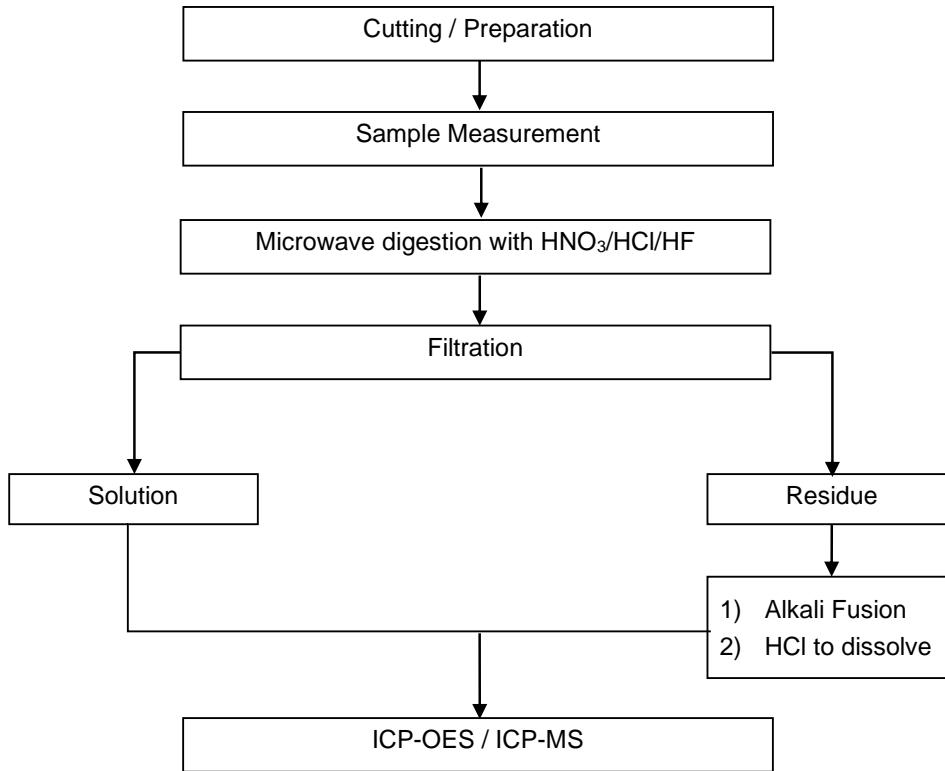 Cutting / Preparation
Sample Measurement
Microwave digestion with HNO₃/HCl/HF
Filtration
Solution
Residue
1) Alkali Fusion
2) HCl to dissolve
ICP-OES / ICP-MS